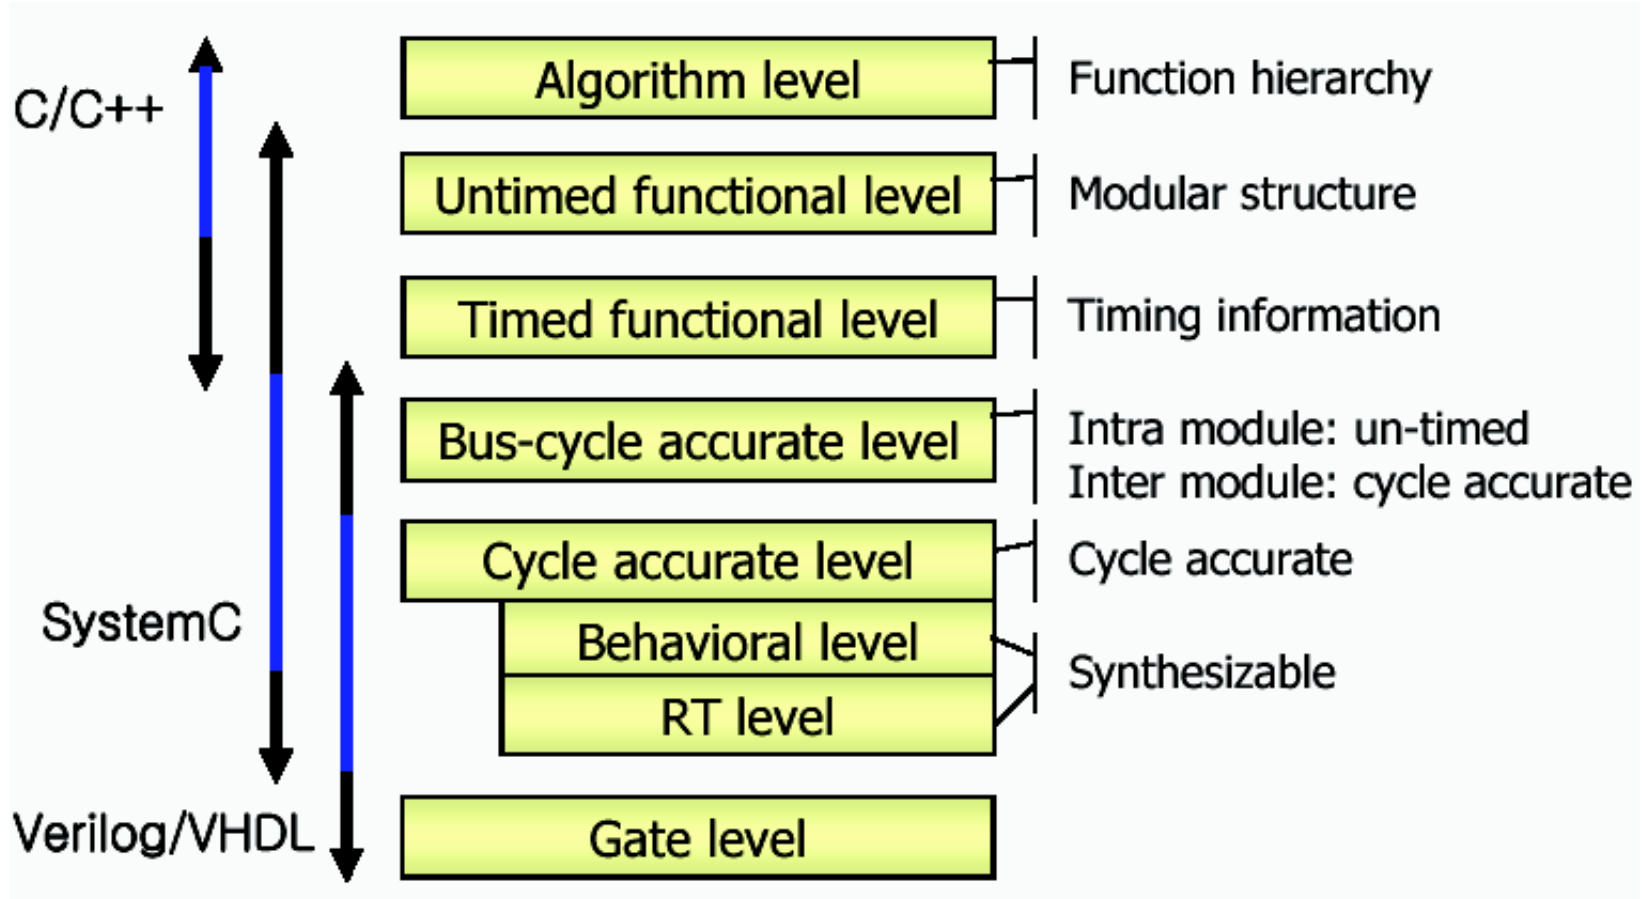 C/C++
SystemC
Verilog/VHDL
Algorithm level
Function hierarchy
Untimed functional level
Modular structure
Timed functional level
Timing information
Bus-cycle accurate level
Intra module: un-timed
Inter module: cycle accurate
Cycle accurate level
Cycle accurate
Behavioral level
RT level
Synthesizable
Gate level